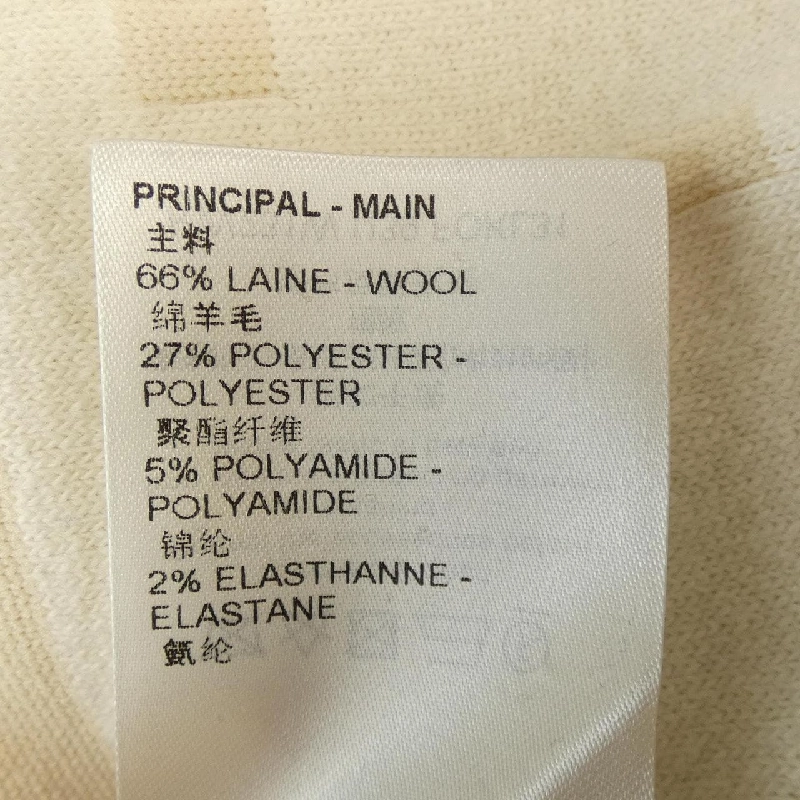 PRINCIPAL - MAIN
主料
66% LAINE - WOOL
绵羊毛
27% POLYESTER -
POLYESTER
聚酯纤维
5% POLYAMIDE -
POLYAMIDE
锦纶
2% ELASTHANNE -
ELASTANE
氨纶